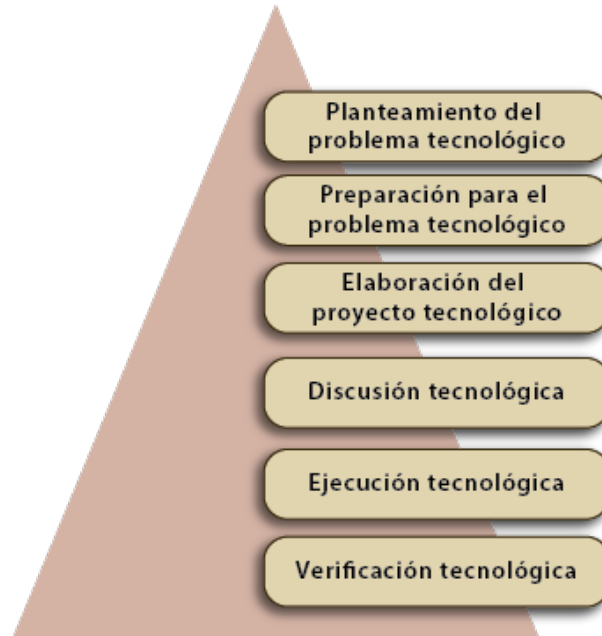 Planteamiento del
problema tecnológico
Preparación para el
problema tecnológico
Elaboración del
proyecto tecnológico
Discusión tecnológica
Ejecución tecnológica
Verificación tecnológica